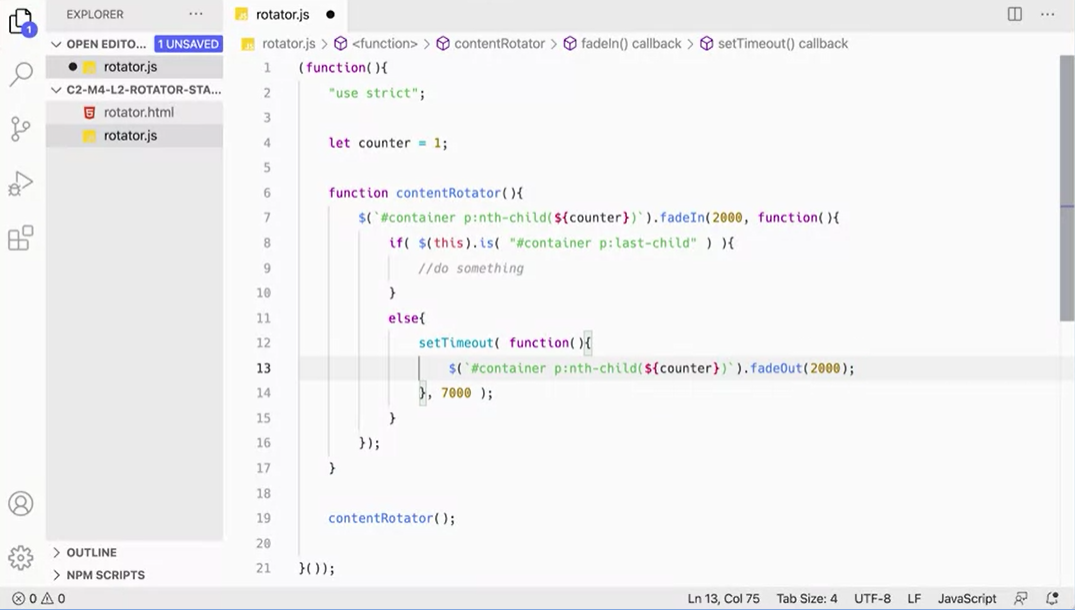 EXPLORER
rotator.js
1
OPEN EDITO... 1 UNSAVED
rotator.js
C2-M4-L2-ROTATOR-STA...
rotator.html
rotator.js
OUTLINE
NPM SCRIPTS
rotator.js > <function> > contentRotator > fadeIn() callback > setTimeout() callback
1 (function(){
2 "use strict";
3
4 let counter = 1;
5
6 function contentRotator(){
7 $(`#container p:nth-child(${counter})`).fadeIn(2000, function(){
8 if( $(this).is( "#container p:last-child" ) ){
9 //do something
10 }
11 else{
12 setTimeout( function(){
13 $(`#container p:nth-child(${counter})`).fadeOut(2000);
14 }, 7000 );
15 }
16 });
17 }
18
19 contentRotator();
20
21 }());
0 0 Ln 13, Col 75 Tab Size: 4 UTF-8 LF JavaScript